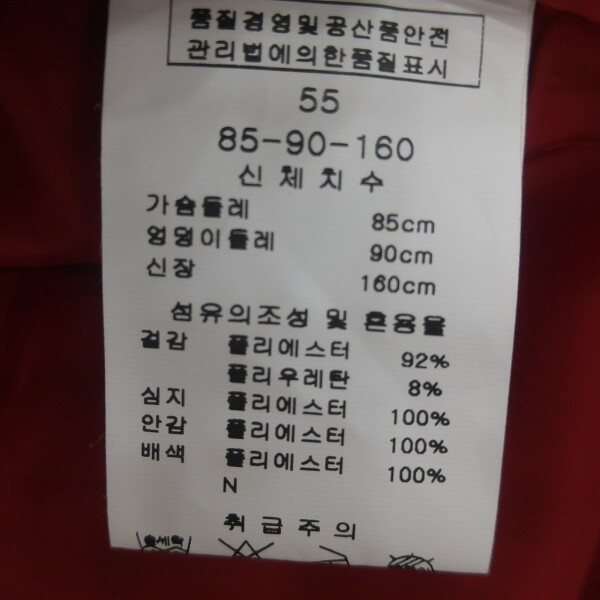 품질경영및공산품안전
관리법에의한품질표시
55
85-90-160
신체치수
가슴둘레 85cm
엉덩이둘레 90cm
신장 160cm
섬유의조성 및 혼용율
겉감 폴리에스터 92%
폴리우레탄 8%
심지 폴리에스터 100%
안감 폴리에스터 100%
배색 폴리에스터 100%
N
취급주의